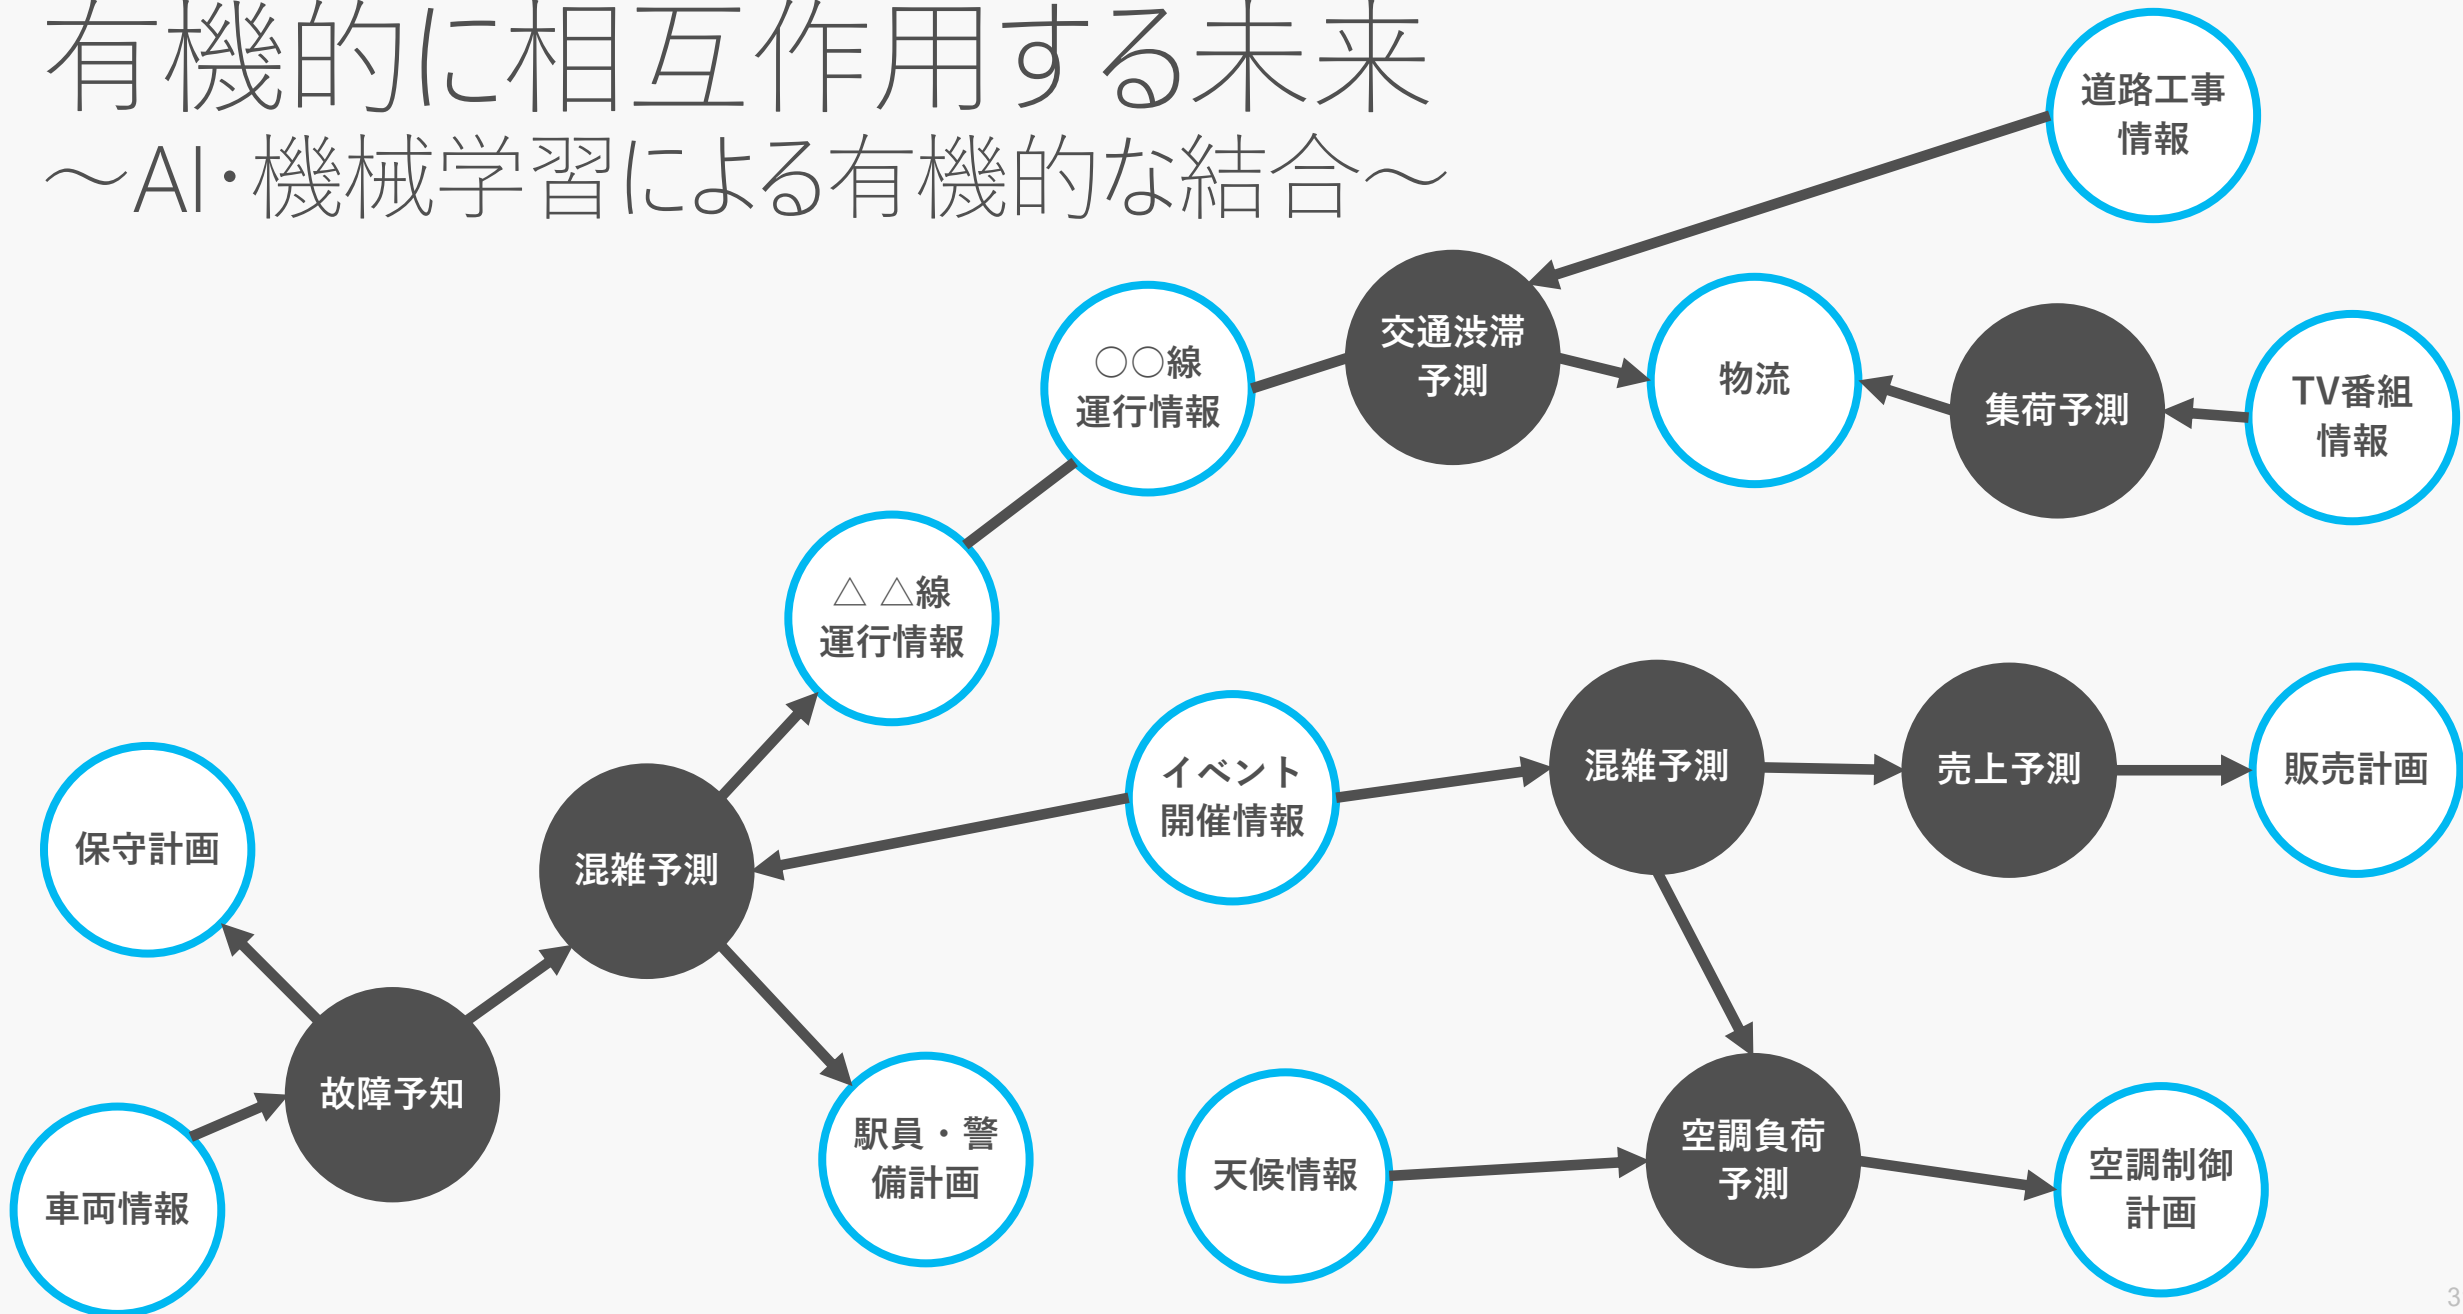 有機的に相互作用する未来
～AI・機械学習による有機的な結合～
道路工事
情報
交通渋滞
予測
○○線
運行情報
物流
集荷予測
TV番組
情報
△ △線
運行情報
イベント
開催情報
混雑予測
売上予測
販売計画
保守計画
混雑予測
故障予知
車両情報
駅員・警
備計画
天候情報
空調負荷
予測
空調制御
計画
3